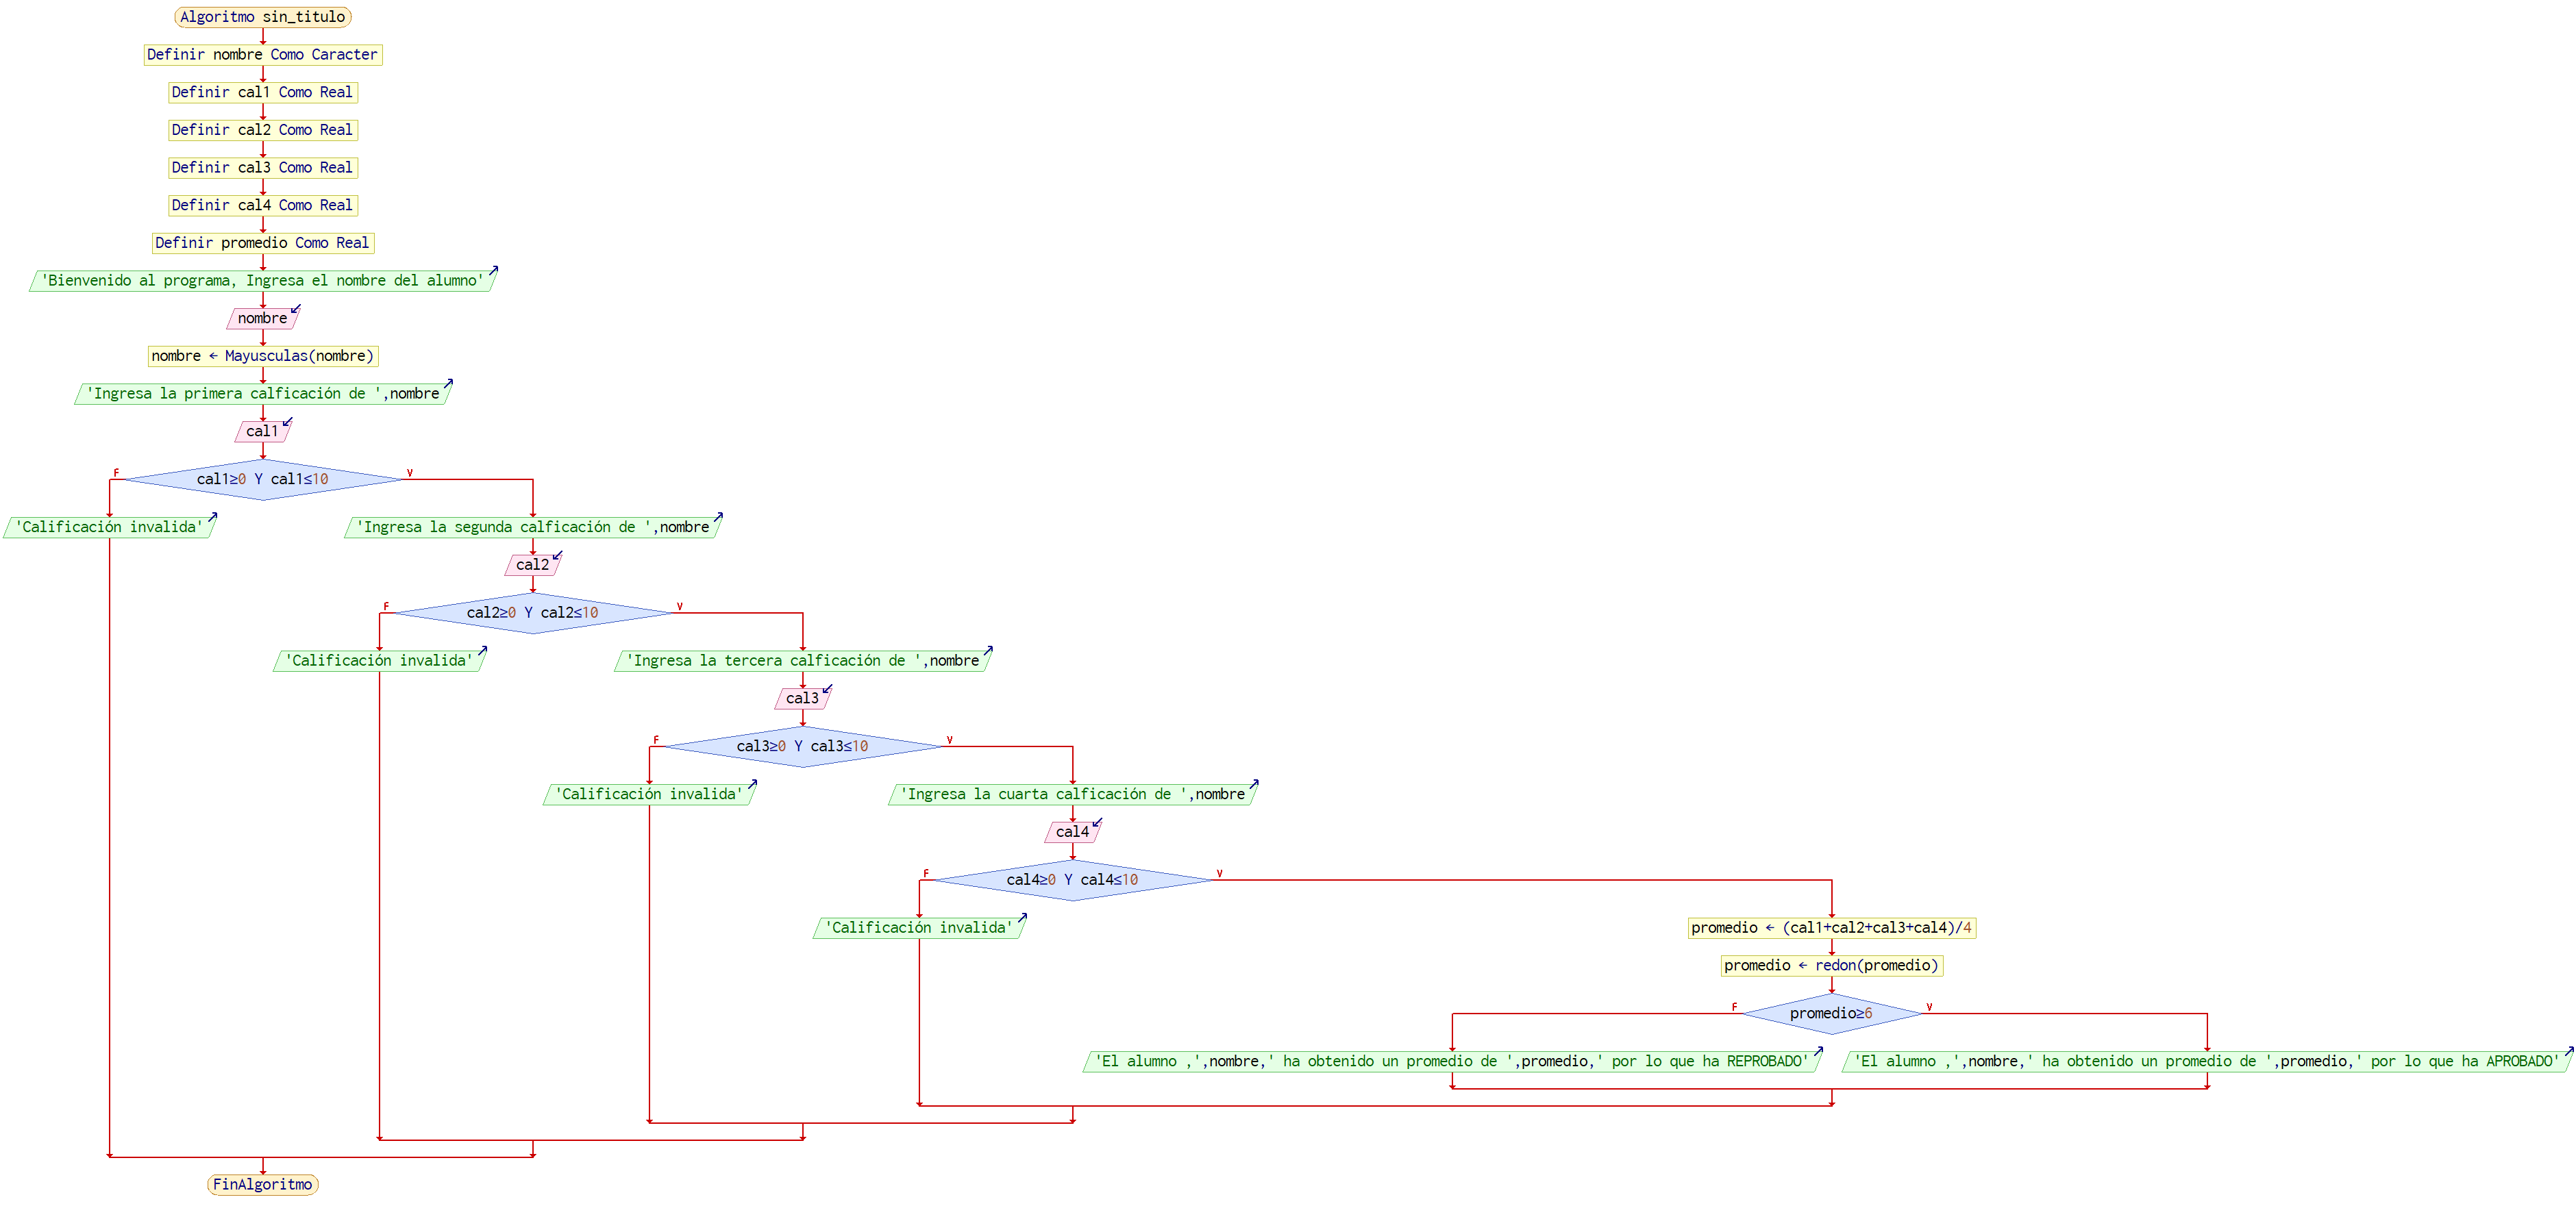 Algoritmo sin_titulo
Definir nombre Como Caracter
Definir cal1 Como Real
Definir cal2 Como Real
Definir cal3 Como Real
Definir cal4 Como Real
Definir promedio Como Real
'Bienvenido al programa, Ingresa el nombre del alumno'
nombre
nombre ← Mayusculas(nombre)
'Ingresa la primera calficación de ',nombre
cal1
F
cal1≥0 Y cal1≤10
V
'Calificación invalida'
'Ingresa la segunda calficación de ',nombre
cal2
F
cal2≥0 Y cal2≤10
V
'Calificación invalida'
'Ingresa la tercera calficación de ',nombre
cal3
F
cal3≥0 Y cal3≤10
V
'Calificación invalida'
'Ingresa la cuarta calficación de ',nombre
cal4
F
cal4≥0 Y cal4≤10
V
'Calificación invalida'
promedio ← (cal1+cal2+cal3+cal4)/4
promedio ← redon(promedio)
F
promedio≥6
V
'El alumno ,',nombre,' ha obtenido un promedio de ',promedio,' por lo que ha REPROBADO'
'El alumno ,',nombre,' ha obtenido un promedio de ',promedio,' por lo que ha APROBADO'
FinAlgoritmo